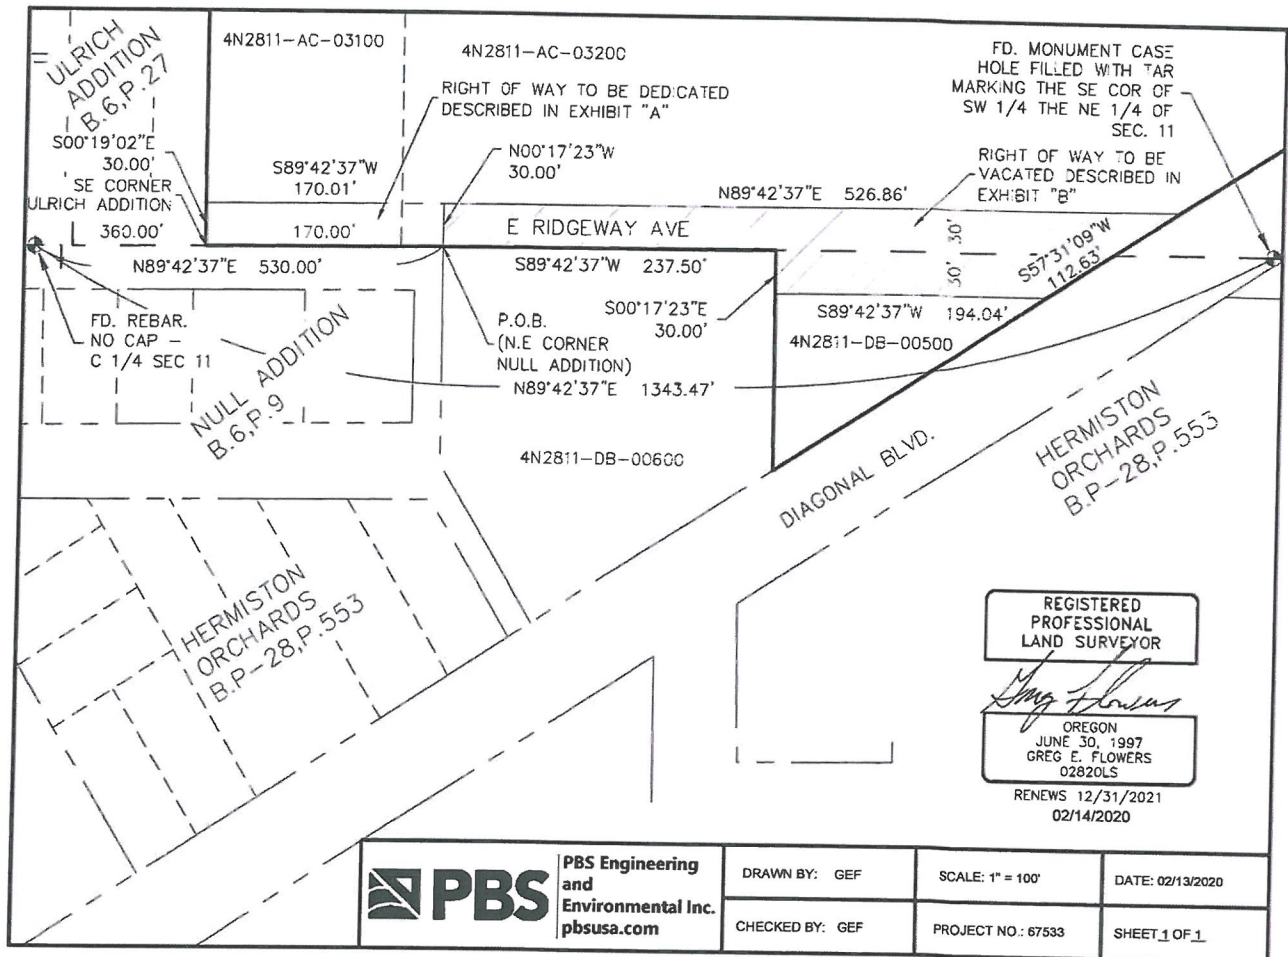 ULRICH
ADDITION
B.6,P.27
4N2811-AC-03100
4N2811-AC-0320C
RIGHT OF WAY TO BE DEDICATED
DESCRIBED IN EXHIBIT "A"
FD. MONUMENT CASE
HOLE FILLED WITH TAR
MARKING THE SE COR OF
SW 1/4 THE NE 1/4 OF
SEC. 11
S00°19'02"E
30.00'
SE CORNER
ULRICH ADDITION
360.00'
S89°42'37"W
170.01'
170.00'
N00°17'23"W
30.00'
RIGHT OF WAY TO BE
VACATED DESCRIBED IN
EXHIBIT "B"
N89°42'37"E 526.86'
E RIDGEWAY AVE
30'
30'
S57°31'09"W
112.63'
N89°42'37"E 530.00'
S89°42'37"W 237.50'
S00°17'23"E
30.00'
S89°42'37"W 194.04'
4N2811-DB-00500
FD. REBAR.
NO CAP -
C 1/4 SEC 11
P.O.B.
(N.E CORNER
NULL ADDITION)
N89°42'37"E 1343.47'
NULL ADDITION
B.6,P.9
4N2811-DB-0060C
DIAGONAL BLVD.
HERMISTON
ORCHARDS
B.P-28,P.553
HERMISTON
ORCHARDS
B.P-28,P.553
REGISTERED
PROFESSIONAL
LAND SURVEYOR
Greg Flowers
OREGON
JUNE 30, 1997
GREG E. FLOWERS
02820LS
RENEWS 12/31/2021
02/14/2020
PBS
PBS Engineering
and
Environmental Inc.
pbsusa.com
DRAWN BY: GEF
SCALE: 1" = 100'
DATE: 02/13/2020
CHECKED BY: GEF
PROJECT NO.: 67533
SHEET 1 OF 1